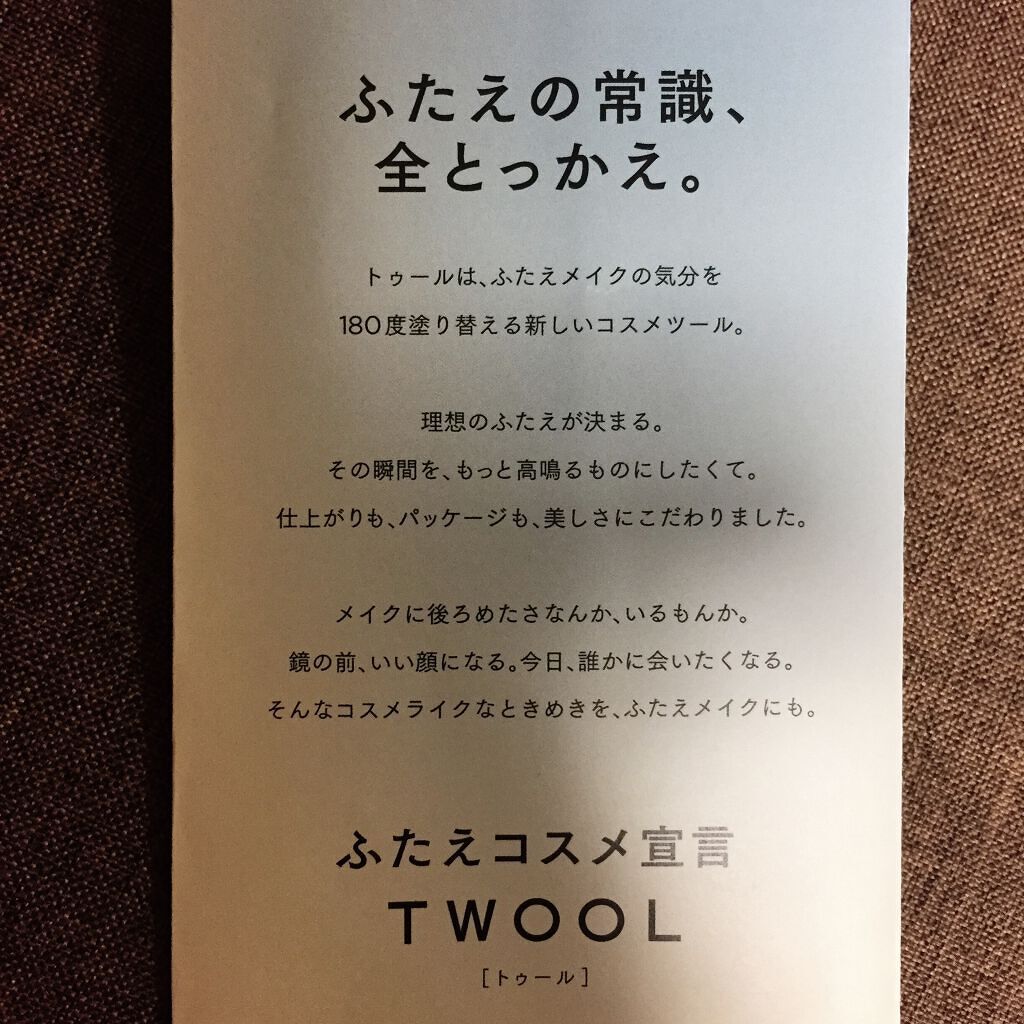 ふたえの常識、
全とっかえ。
トゥールは、ふたえメイクの気分を
180度塗り替える新しいコスメツール。
理想のふたえが決まる。
その瞬間を、もっと高鳴るものにしたくて。
仕上がりも、パッケージも、美しさにこだわりました。
メイクに後ろめたさなんか、いるもんか。
鏡の前、いい顔になる。今日、誰かに会いたくなる。
そんなコスメライクなときめきを、ふたえメイクにも。
ふたえコスメ宣言
TWOOL
[トゥール]